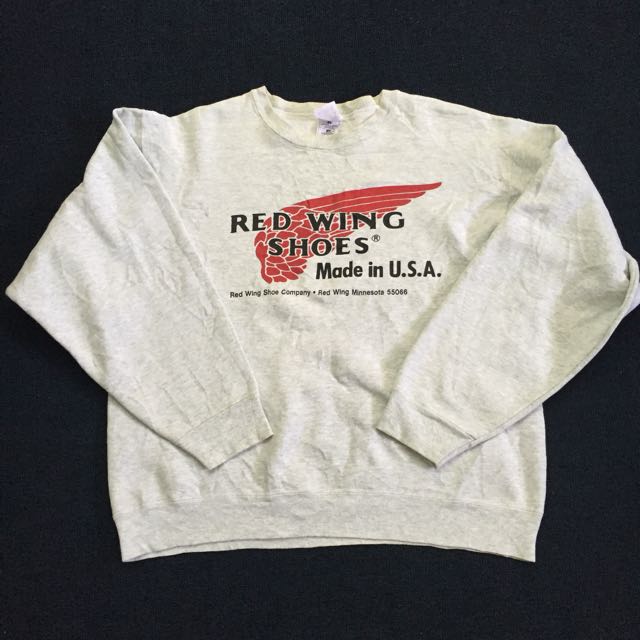 RED WING
SHOES®
Made in U.S.A.
Red Wing Shoe Company • Red Wing Minnesota 55066